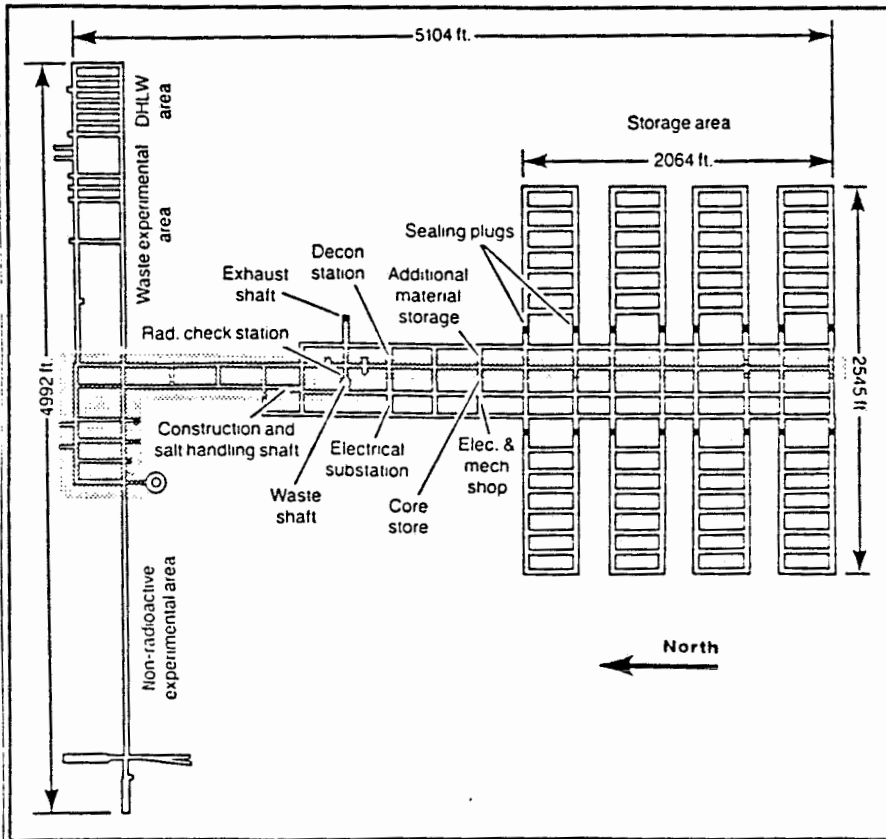 5104 ft.
DHLW
area
Waste experimental
area
Storage area
2064 ft.
Sealing plugs
Decon
station
Additional
material
storage
Exhaust
shaft
Rad. check station
4992 ft.
2545 ft
Construction and
salt handling shaft
Electrical
substation
Elec. &
mech
shop
Waste
shaft
Core
store
Non-radioactive
experimental area
North